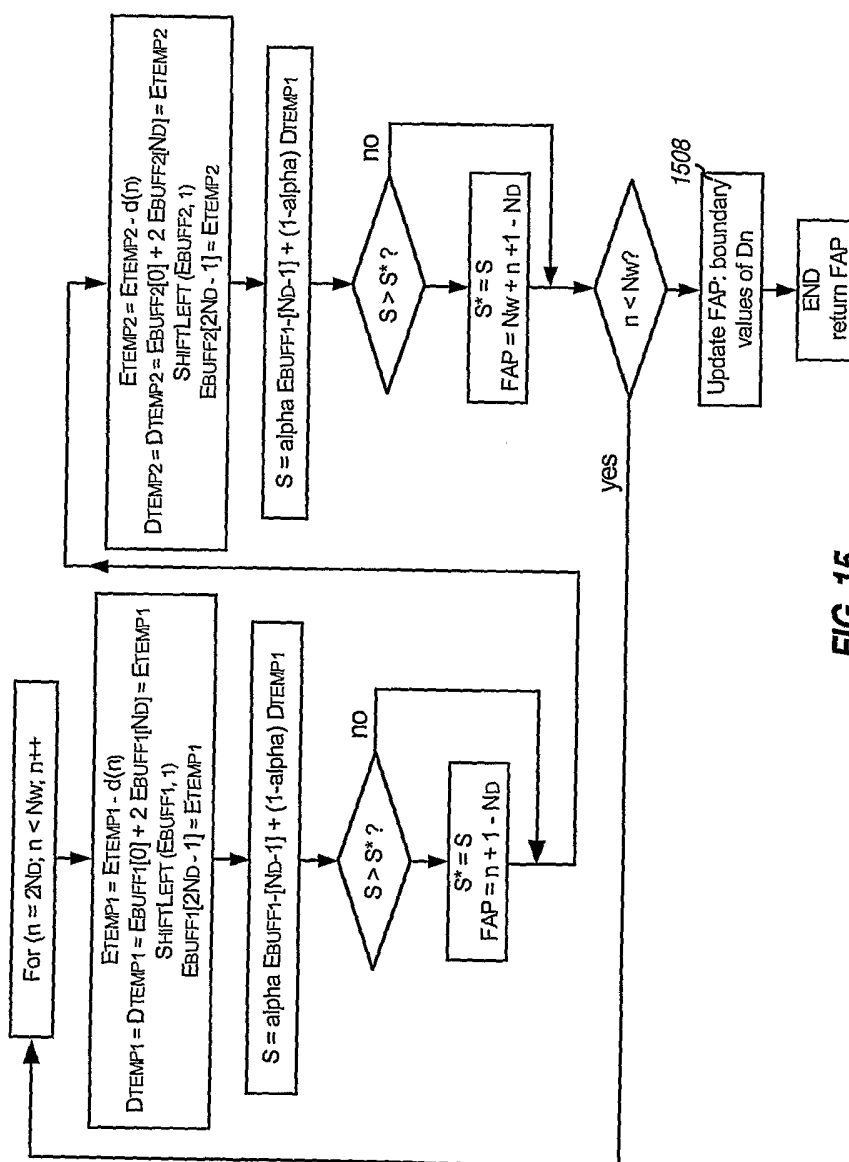 For (n = 2ND; n < Nw; n++
ETEMP1 = ETEMP1 - d(n)
DTEMP1 = DTEMP1 = EBUFF1[0] + 2 EBUFF1[ND] = ETEMP1
SHIFTLEFT (EBUFF1, 1)
EBUFF1[2ND - 1] = ETEMP1
S = alpha EBUFF1-[ND-1] + (1-alpha) DTEMP1
S > S* ?
no
S* = S
FAP = n + 1 - ND
ETEMP2 = ETEMP2 - d(n)
DTEMP2 = DTEMP2 = EBUFF2[0] + 2 EBUFF2[ND] = ETEMP2
SHIFTLEFT (EBUFF2, 1)
EBUFF2[2ND - 1] = ETEMP2
S = alpha EBUFF1-[ND-1] + (1-alpha) DTEMP1
S > S* ?
no
S* = S
FAP = Nw + n +1 - ND
n < Nw?
yes
1508
Update FAP: boundary
values of Dn
END
return FAP
FIG. 15